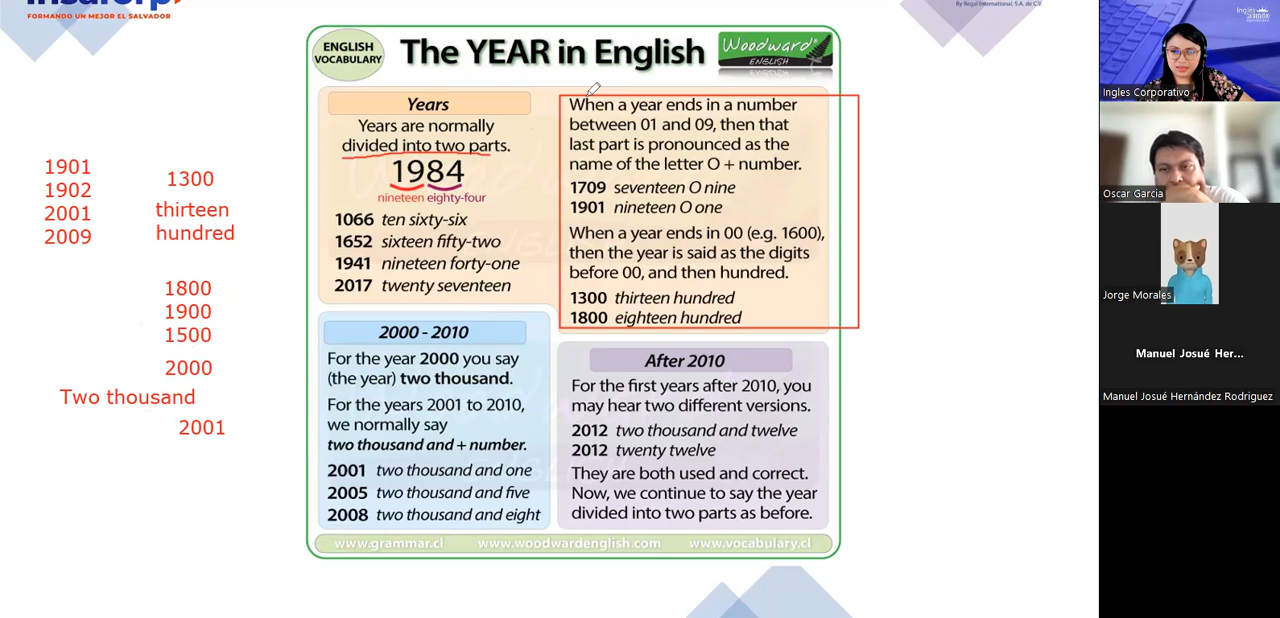 FORMANDO UN MEJOR EL SALVADOR
By Regal International, S.A. de C.V.
ENGLISH
VOCABULARY
The YEAR in English
Woodward®
ENGLISH
Years
Years are normally
divided into two parts.
1984
nineteen eighty-four
1066 ten sixty-six
1652 sixteen fifty-two
1941 nineteen forty-one
2017 twenty seventeen
When a year ends in a number
between 01 and 09, then that
last part is pronounced as the
name of the letter O + number.
1709 seventeen O nine
1901 nineteen O one
When a year ends in 00 (e.g. 1600),
then the year is said as the digits
before 00, and then hundred.
1300 thirteen hundred
1800 eighteen hundred
2000 - 2010
For the year 2000 you say
(the year) two thousand.
For the years 2001 to 2010,
we normally say
two thousand and + number.
2001 two thousand and one
2005 two thousand and five
2008 two thousand and eight
After 2010
For the first years after 2010, you
may hear two different versions.
2012 two thousand and twelve
2012 twenty twelve
They are both used and correct.
Now, we continue to say the year
divided into two parts as before.
www.grammar.cl www.woodwardenglish.com www.vocabulary.cl
1901
1902
2001
2009
1300
thirteen
hundred
1800
1900
1500
2000
Two thousand
2001
Ingles Corporativo
Oscar Garcia
Jorge Morales
Manuel Josué Her...
Manuel Josué Hernández Rodriguez